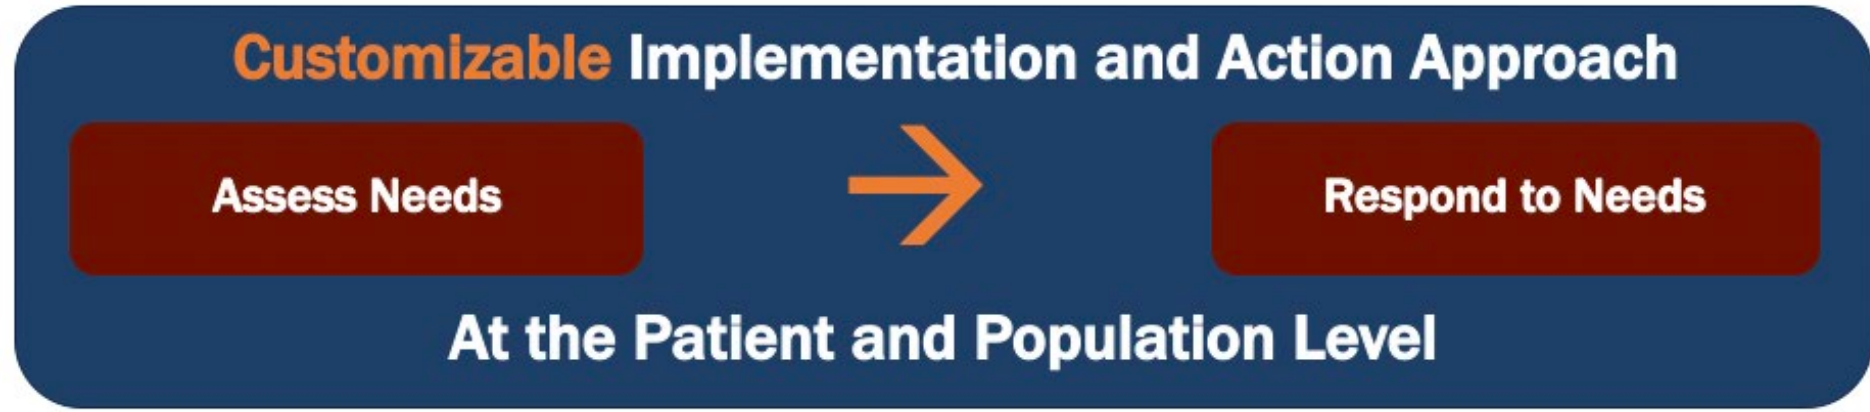 Customizable Implementation and Action Approach
Assess Needs
Respond to Needs
At the Patient and Population Level